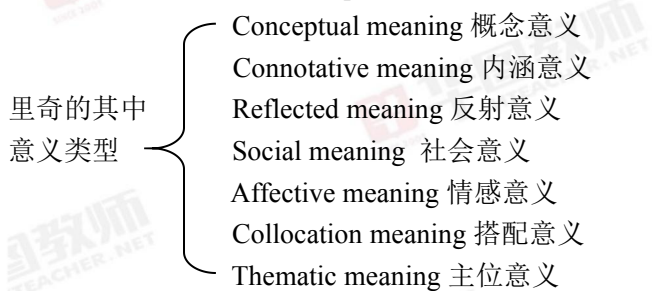 Conceptual meaning 概念意义
Connotative meaning 内涵意义
里奇的其中
Reflected meaning 反射意义
意义类型
Social meaning 社会意义
Affective meaning 情感意义
Collocation meaning 搭配意义
Thematic meaning 主位意义